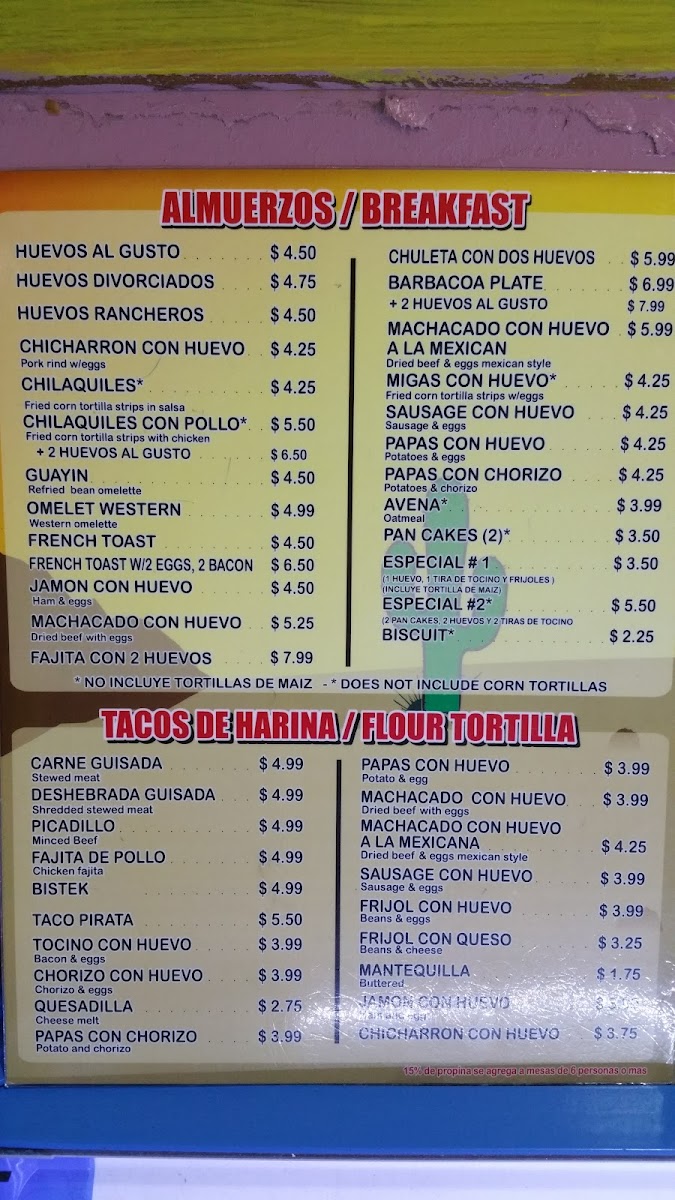 ALMUERZOS / BREAKFAST
HUEVOS AL GUSTO $ 4.50
HUEVOS DIVORCIADOS $ 4.75
HUEVOS RANCHEROS $ 4.50
CHICHARRON CON HUEVO $ 4.25
Pork rind w/eggs
CHILAQUILES* $ 4.25
Fried corn tortilla strips in salsa
CHILAQUILES CON POLLO* $ 5.50
Fried corn tortilla strips with chicken
+ 2 HUEVOS AL GUSTO $ 6.50
GUAYIN $ 4.50
Refried bean omelette
OMELET WESTERN $ 4.99
Western omelette
FRENCH TOAST $ 4.50
FRENCH TOAST W/2 EGGS, 2 BACON $ 6.50
JAMON CON HUEVO $ 4.50
Ham & eggs
MACHACADO CON HUEVO $ 5.25
Dried beef with eggs
FAJITA CON 2 HUEVOS $ 7.99
CHULETA CON DOS HUEVOS $ 5.99
BARBACOA PLATE $ 6.99
+ 2 HUEVOS AL GUSTO $ 7.99
MACHACADO CON HUEVO $ 5.99
A LA MEXICAN
Dried beef & eggs mexican style
MIGAS CON HUEVO* $ 4.25
Fried corn tortilla strips w/eggs
SAUSAGE CON HUEVO $ 4.25
Sausage & eggs
PAPAS CON HUEVO $ 4.25
Potatoes & eggs
PAPAS CON CHORIZO $ 4.25
Potatoes & chorizo
AVENA* $ 3.99
Oatmeal
PAN CAKES (2)* $ 3.50
ESPECIAL # 1 $ 3.50
(1 HUEVO, 1 TIRA DE TOCINO Y FRIJOLES )
(INCLUYE TORTILLA DE MAIZ)
ESPECIAL #2* $ 5.50
(2 PAN CAKES, 2 HUEVOS Y 2 TIRAS DE TOCINO
BISCUIT* $ 2.25
* NO INCLUYE TORTILLAS DE MAIZ - * DOES NOT INCLUDE CORN TORTILLAS
TACOS DE HARINA / FLOUR TORTILLA
CARNE GUISADA $ 4.99
Stewed meat
DESHEBRADA GUISADA $ 4.99
Shredded stewed meat
PICADILLO $ 4.99
Minced Beef
FAJITA DE POLLO $ 4.99
Chicken fajita
BISTEK $ 4.99
TACO PIRATA $ 5.50
TOCINO CON HUEVO $ 3.99
Bacon & eggs
CHORIZO CON HUEVO $ 3.99
Chorizo & eggs
QUESADILLA $ 2.75
Cheese melt
PAPAS CON CHORIZO $ 3.99
Potato and chorizo
PAPAS CON HUEVO $ 3.99
Potato & egg
MACHACADO CON HUEVO $ 3.99
Dried beef with eggs
MACHACADO CON HUEVO
A LA MEXICANA $ 4.25
Dried beef & eggs mexican style
SAUSAGE CON HUEVO $ 3.99
Sausage & eggs
FRIJOL CON HUEVO $ 3.99
Beans & eggs
FRIJOL CON QUESO $ 3.25
Beans & cheese
MANTEQUILLA $ 1.75
Buttered
JAMON CON HUEVO
CHICHARRON CON HUEVO $ 3.75
15% de propina se agrega a mesas de 6 personas o mas